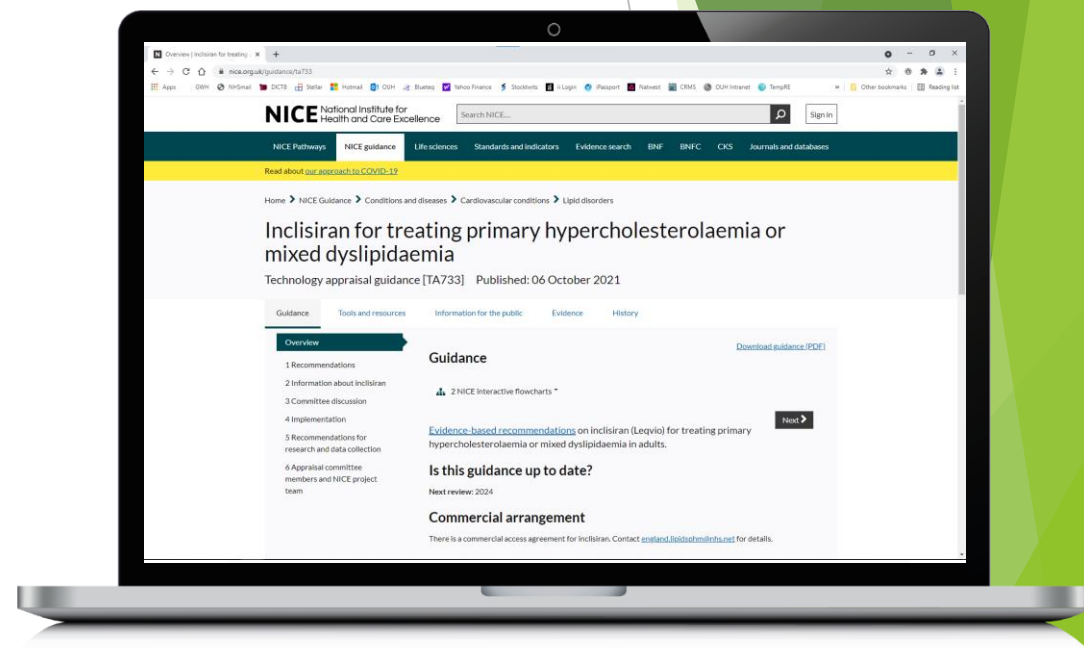 Overview | Inclisiran for treating
nice.org.uk/guidance/ta733
Apps GWH NHSmail DICTB Stellar Hotmail OUH Blueteq Yahoo Finance Stocktwits Login iPassport Natwest CRMS OUH Intranet TempRE Other bookmarks Reading list
NICE National Institute for
Health and Care Excellence
Search NICE...
Sign in
NICE Pathways NICE guidance Life sciences Standards and indicators Evidence search BNF BNFC CKS Journals and databases
Read about our approach to COVID-19
Home NICE Guidance Conditions and diseases Cardiovascular conditions Lipid disorders
Inclisiran for treating primary hypercholesterolaemia or
mixed dyslipidaemia
Technology appraisal guidance [TA733] Published: 06 October 2021
Guidance Tools and resources Information for the public Evidence History
Overview
1 Recommendations
2 Information about inclisiran
3 Committee discussion
4 Implementation
5 Recommendations for
research and data collection
6 Appraisal committee
members and NICE project
team
Download guidance (PDF)
Guidance
2 NICE interactive flowcharts
Next
Evidence-based recommendations on inclisiran (Leqvio) for treating primary
hypercholesterolaemia or mixed dyslipidaemia in adults.
Is this guidance up to date?
Next review: 2024
Commercial arrangement
There is a commercial access agreement for inclisiran. Contact england.lipidsphm@nhs.net for details.